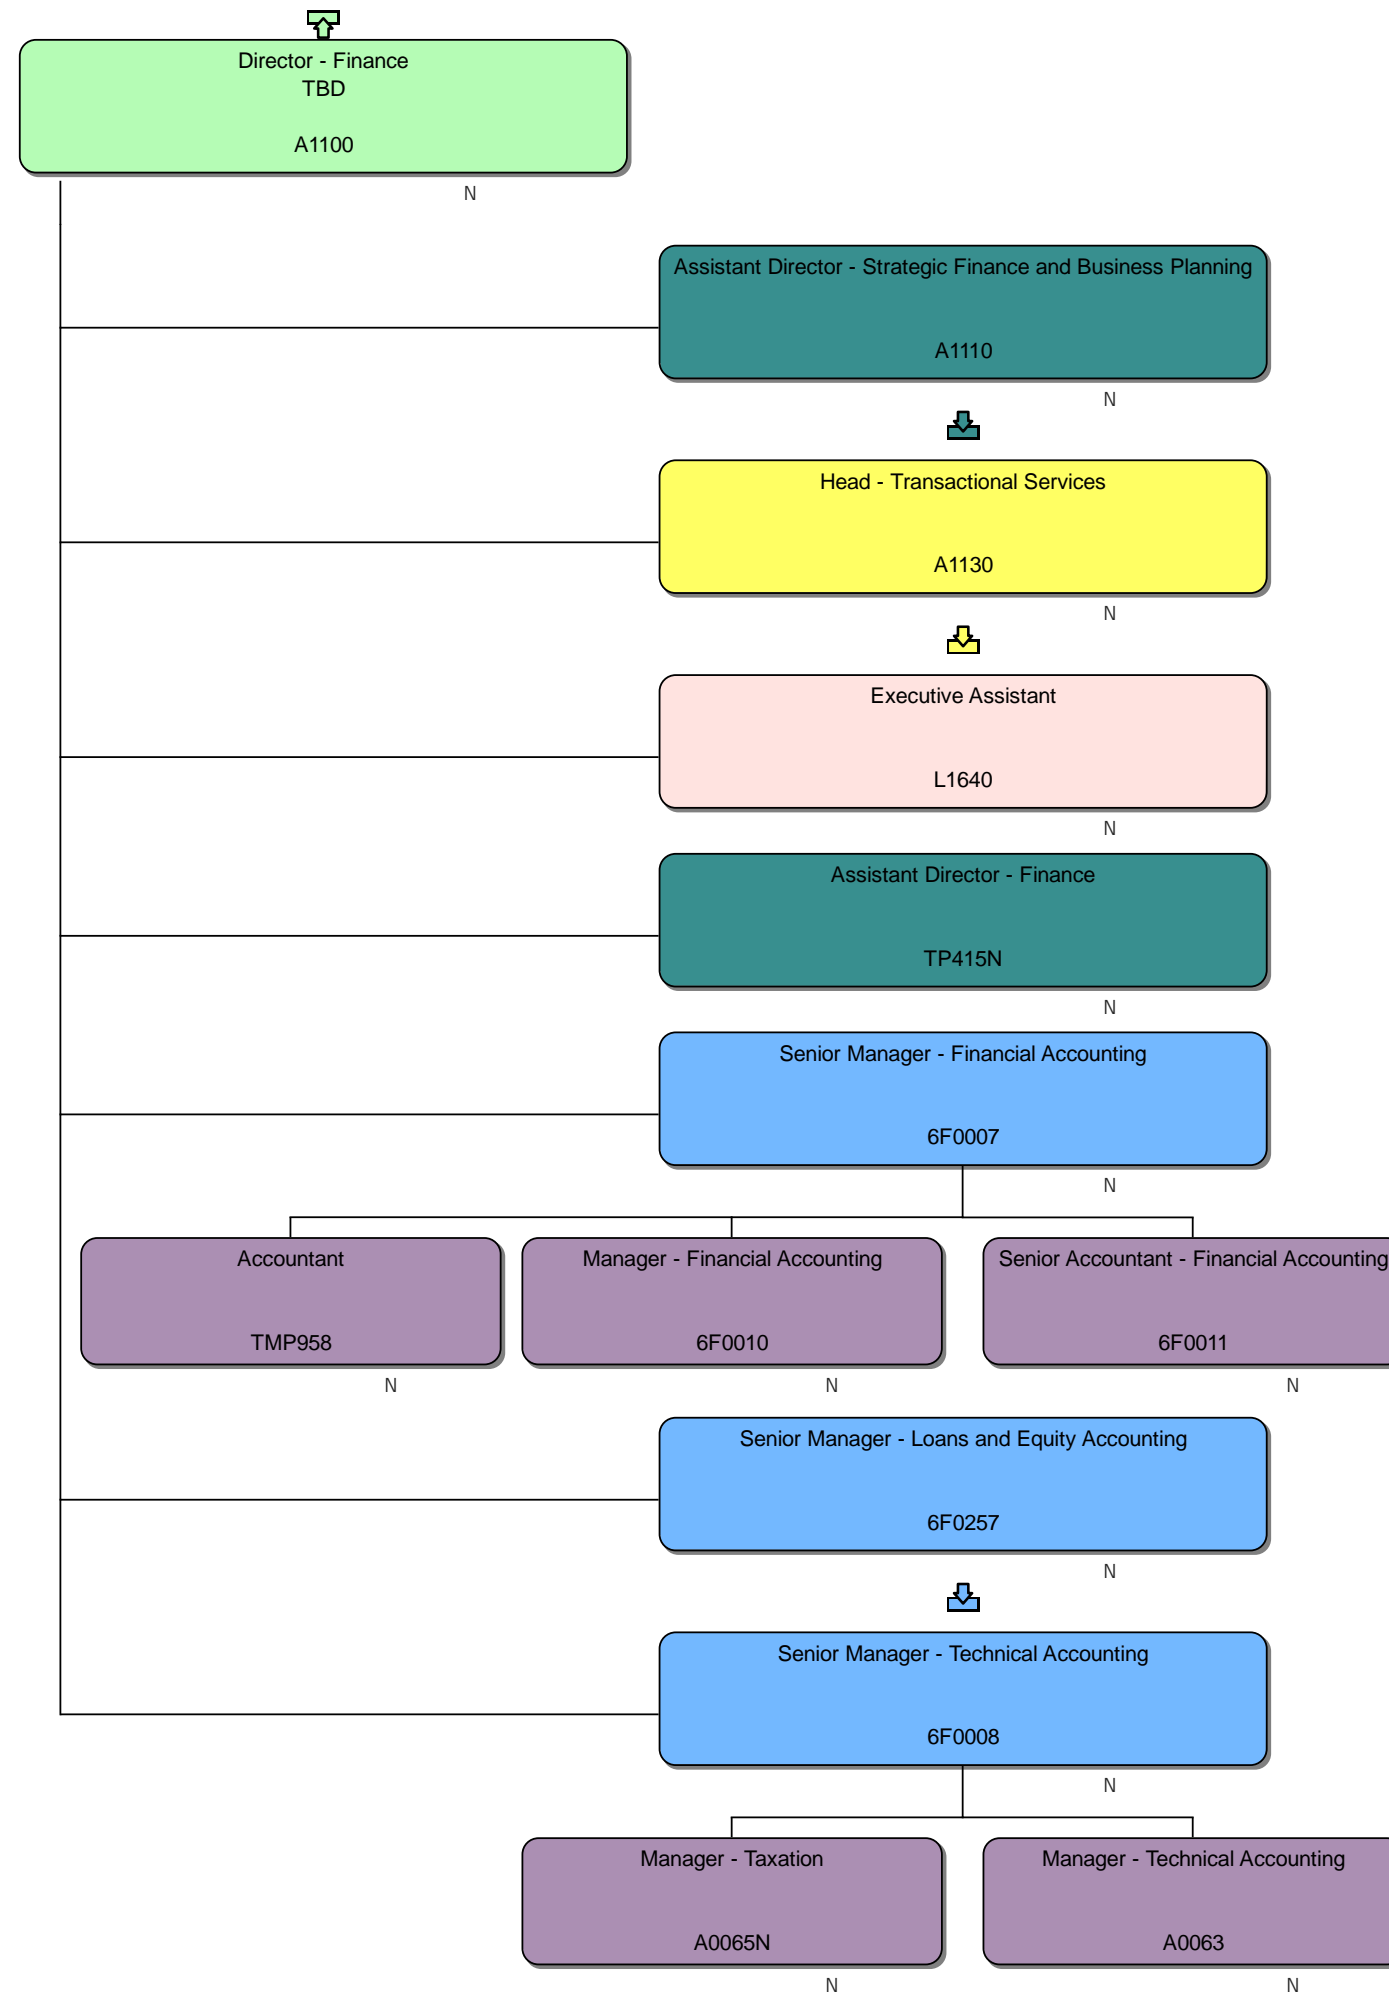 Director - Finance
TBD
A1100
N
Assistant Director - Strategic Finance and Business Planning
A1110
N
Head - Transactional Services
A1130
N
Executive Assistant
L1640
N
Assistant Director - Finance
TP415N
N
Senior Manager - Financial Accounting
6F0007
N
Accountant
TMP958
N
Manager - Financial Accounting
6F0010
N
Senior Accountant - Financial Accounting
6F0011
N
Senior Manager - Loans and Equity Accounting
6F0257
N
Senior Manager - Technical Accounting
6F0008
N
Manager - Taxation
A0065N
N
Manager - Technical Accounting
A0063
N